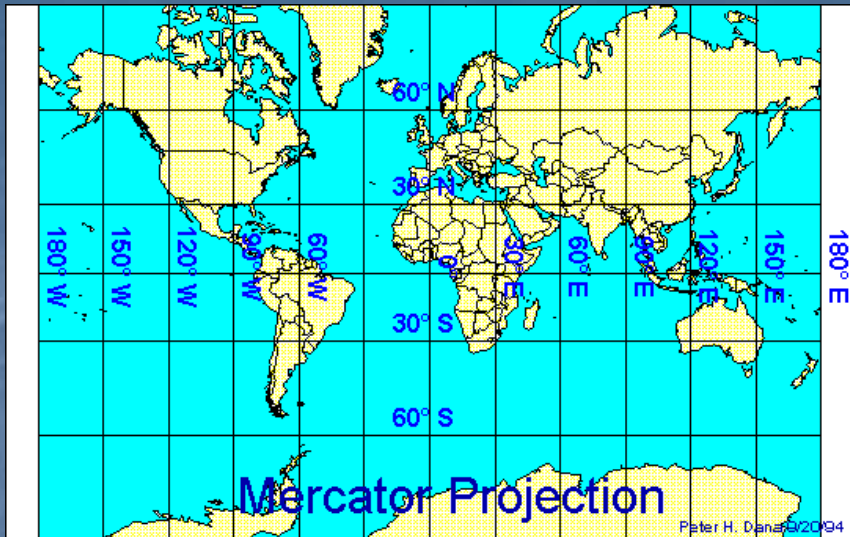 60° N
30° N
180° W
150° W
120° W
90° W
60° W
0°
30° E
60° E
90° E
120° E
150° E
180° E
30° S
60° S
Mercator Projection
Peter H. Dana 9/20/94